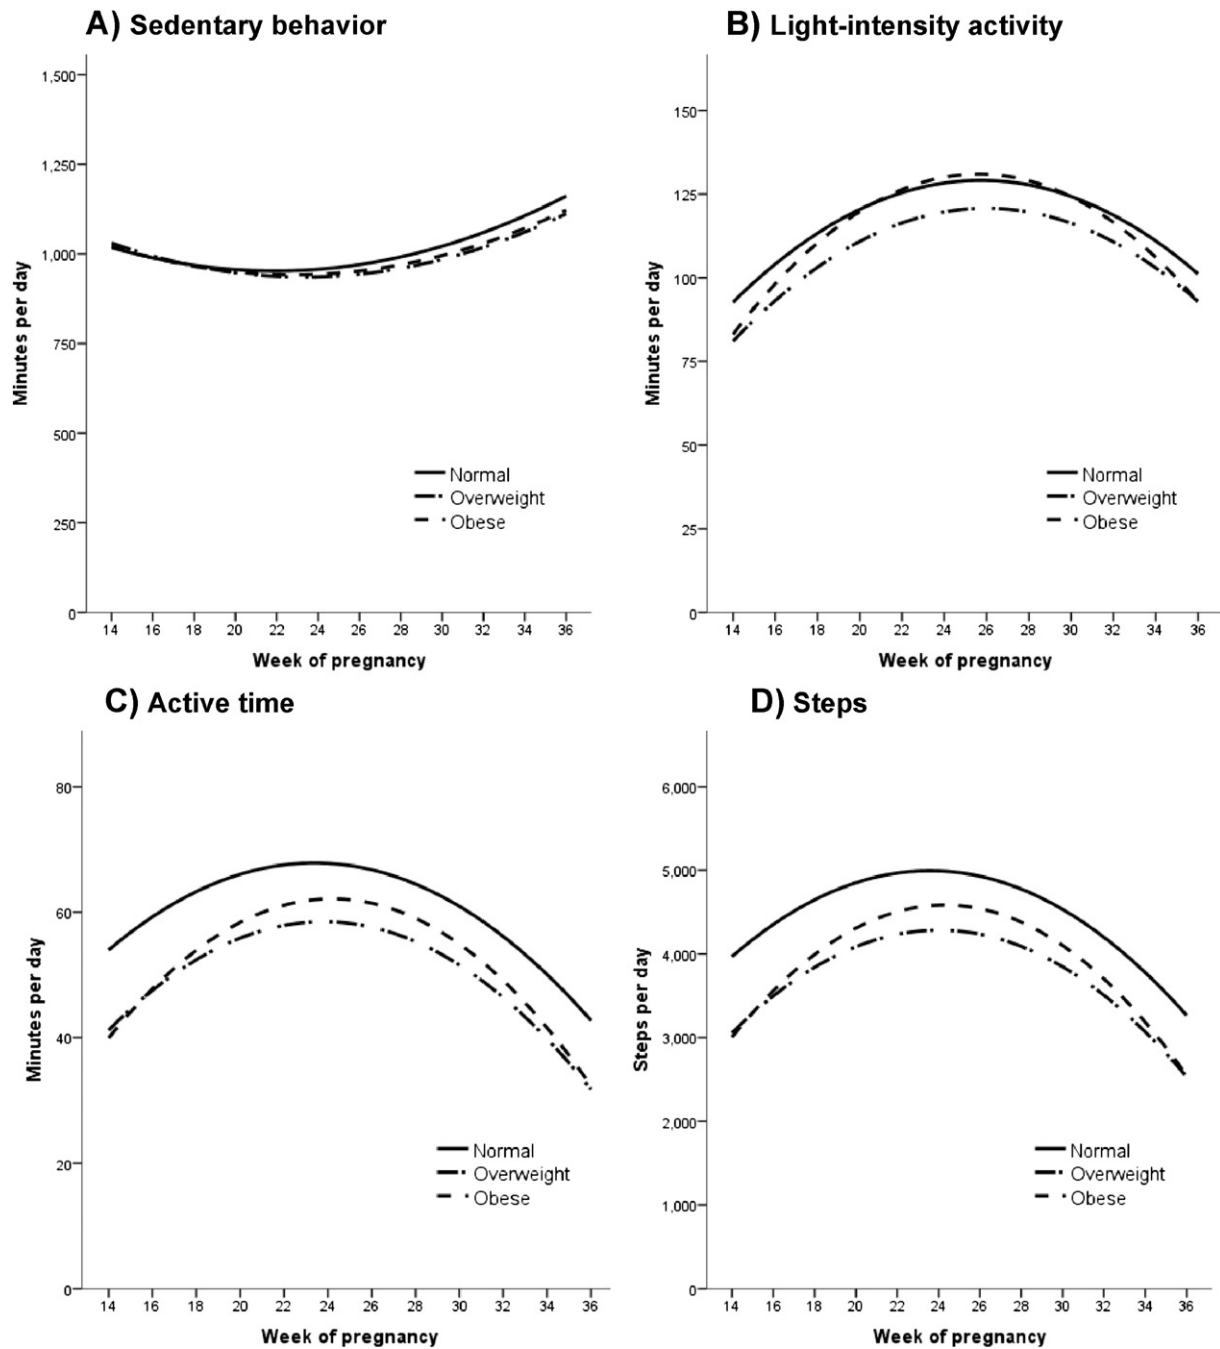 A) Sedentary behavior
1,500
1,250
1,000
750
500
250
0
Minutes per day
Normal
Overweight
Obese
14 16 18 20 22 24 26 28 30 32 34 36
Week of pregnancy
B) Light-intensity activity
150
125
100
75
50
25
0
Minutes per day
Normal
Overweight
Obese
14 16 18 20 22 24 26 28 30 32 34 36
Week of pregnancy
C) Active time
80
60
40
20
0
Minutes per day
Normal
Overweight
Obese
14 16 18 20 22 24 26 28 30 32 34 36
Week of pregnancy
D) Steps
6,000
5,000
4,000
3,000
2,000
1,000
0
Steps per day
Normal
Overweight
Obese
14 16 18 20 22 24 26 28 30 32 34 36
Week of pregnancy